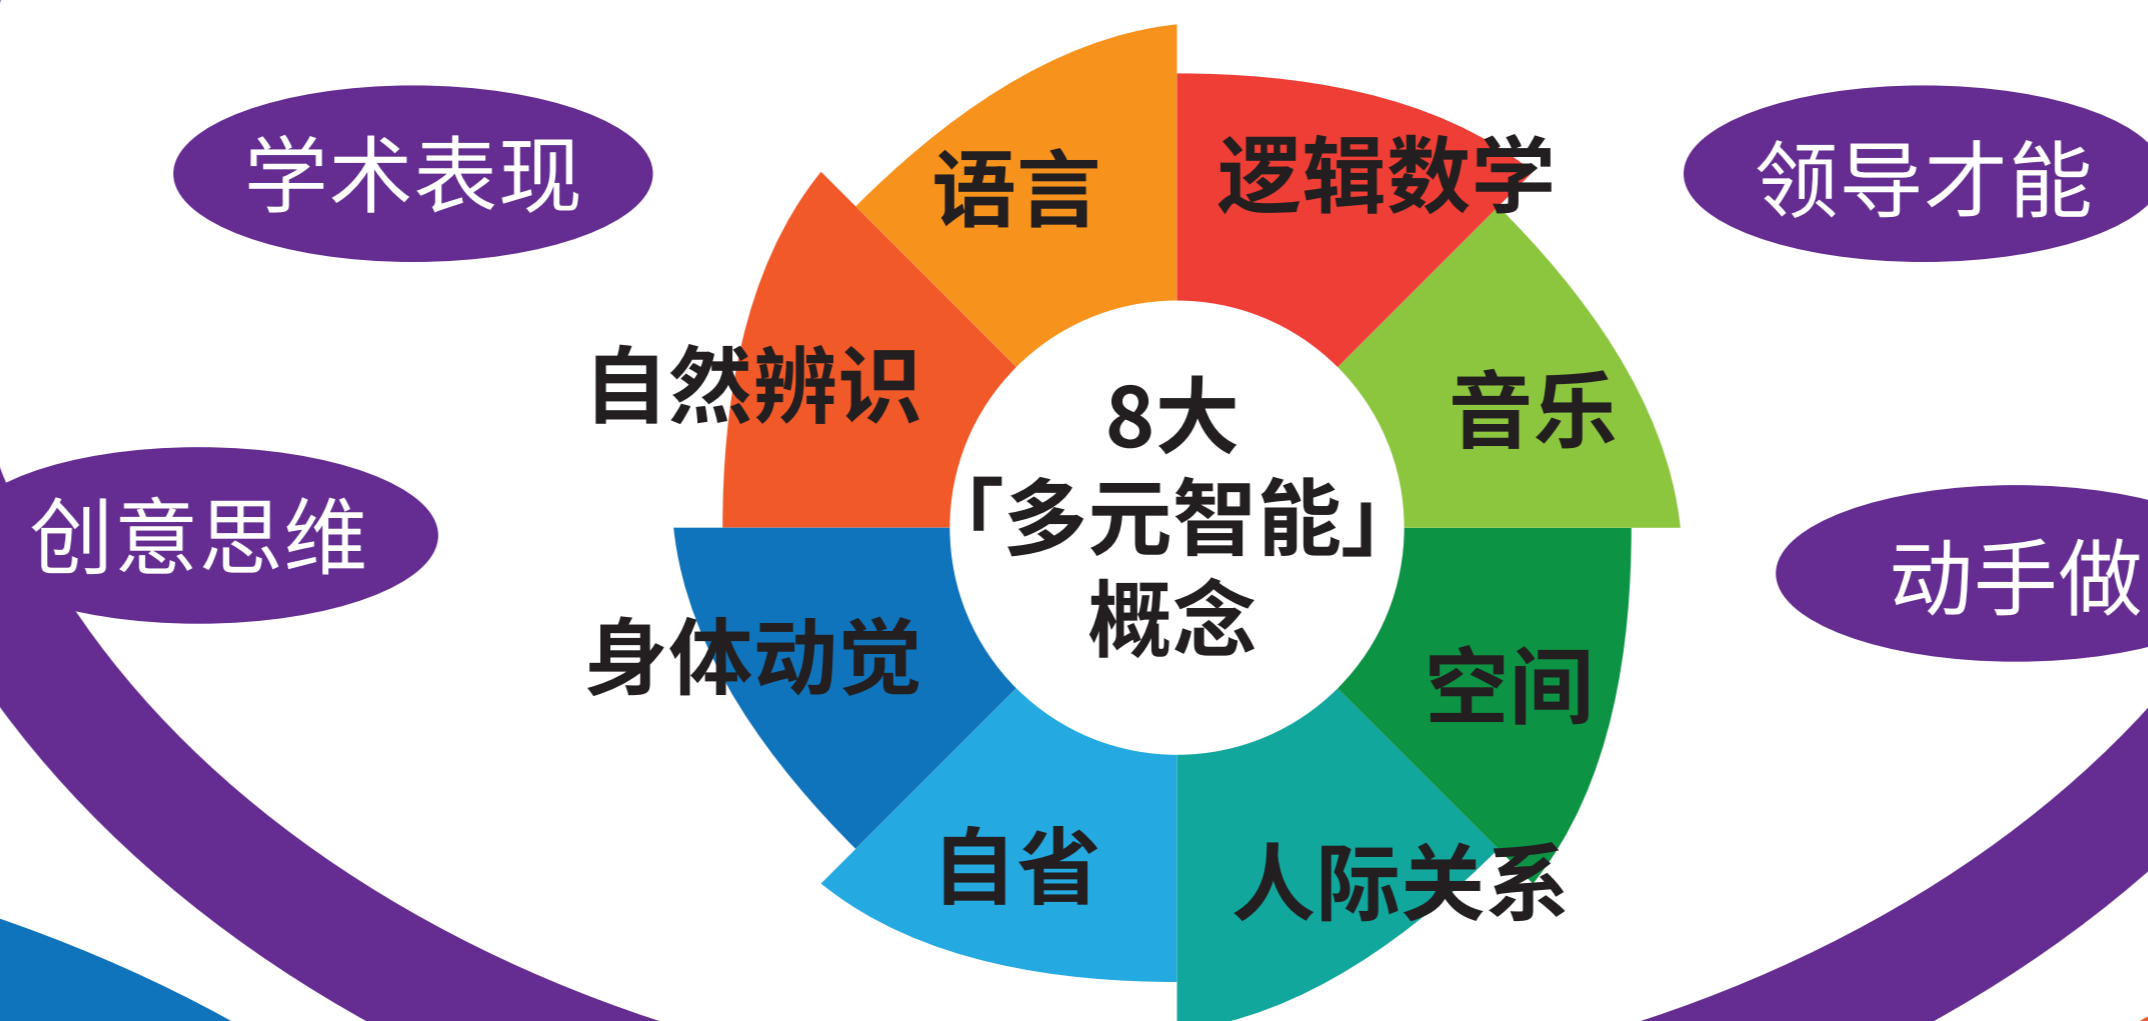 学术表现
语言
逻辑数学
领导才能
自然辨识
音乐
8大
「多元智能」
概念
创意思维
动手做
身体动觉
空间
自省
人际关系